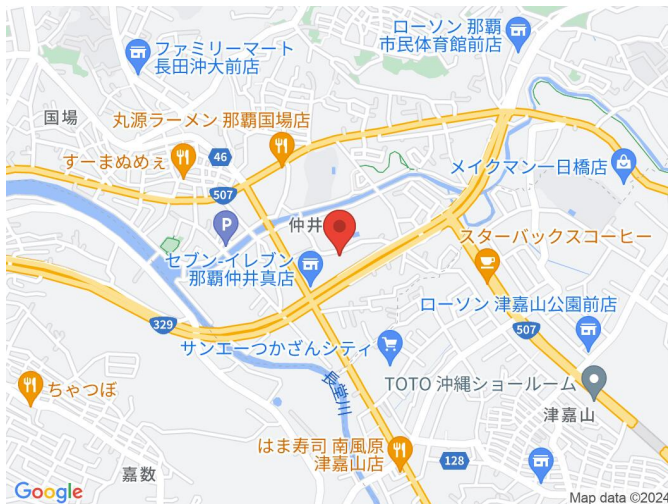 ファミリーマート
長田沖大前店
ローソン 那覇
市民体育館前店
国場
丸源ラーメン 那覇国場店
すーまぬめぇ
46
507
メイクマン一日橋店
P
仲井
スターバックスコーヒー
セブン-イレブン
那覇仲井真店
ローソン 津嘉山公園前店
329
507
サンエーつかざんシティ
長堂川
TOTO 沖縄ショールーム
ちゃつぼ
津嘉山
はま寿司 南風原
津嘉山店
128
嘉数
Google
Map data ©2024